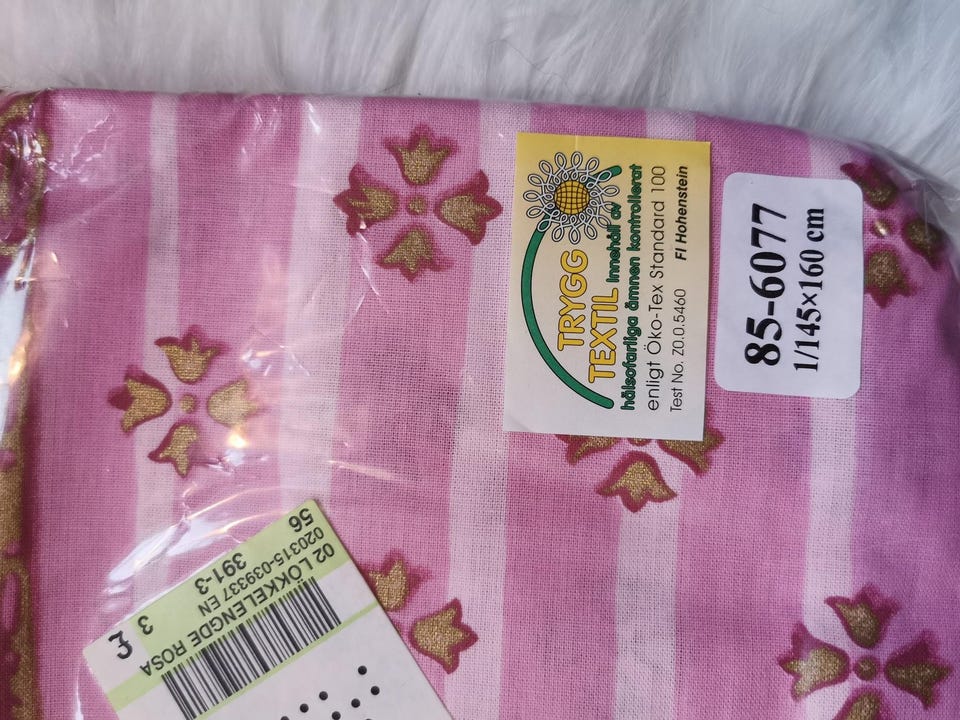 TRYGG
TEXTIL Innehåll av
hälsofarliga ämnen kontrollerat
enligt Öko-Tex Standard 100
Test No. Z0.0.5460 FI Hohenstein
85-6077
1/145×160 cm
56
020315-039337 EN
391-3
02 LOKKELENGDE ROSA
3 £